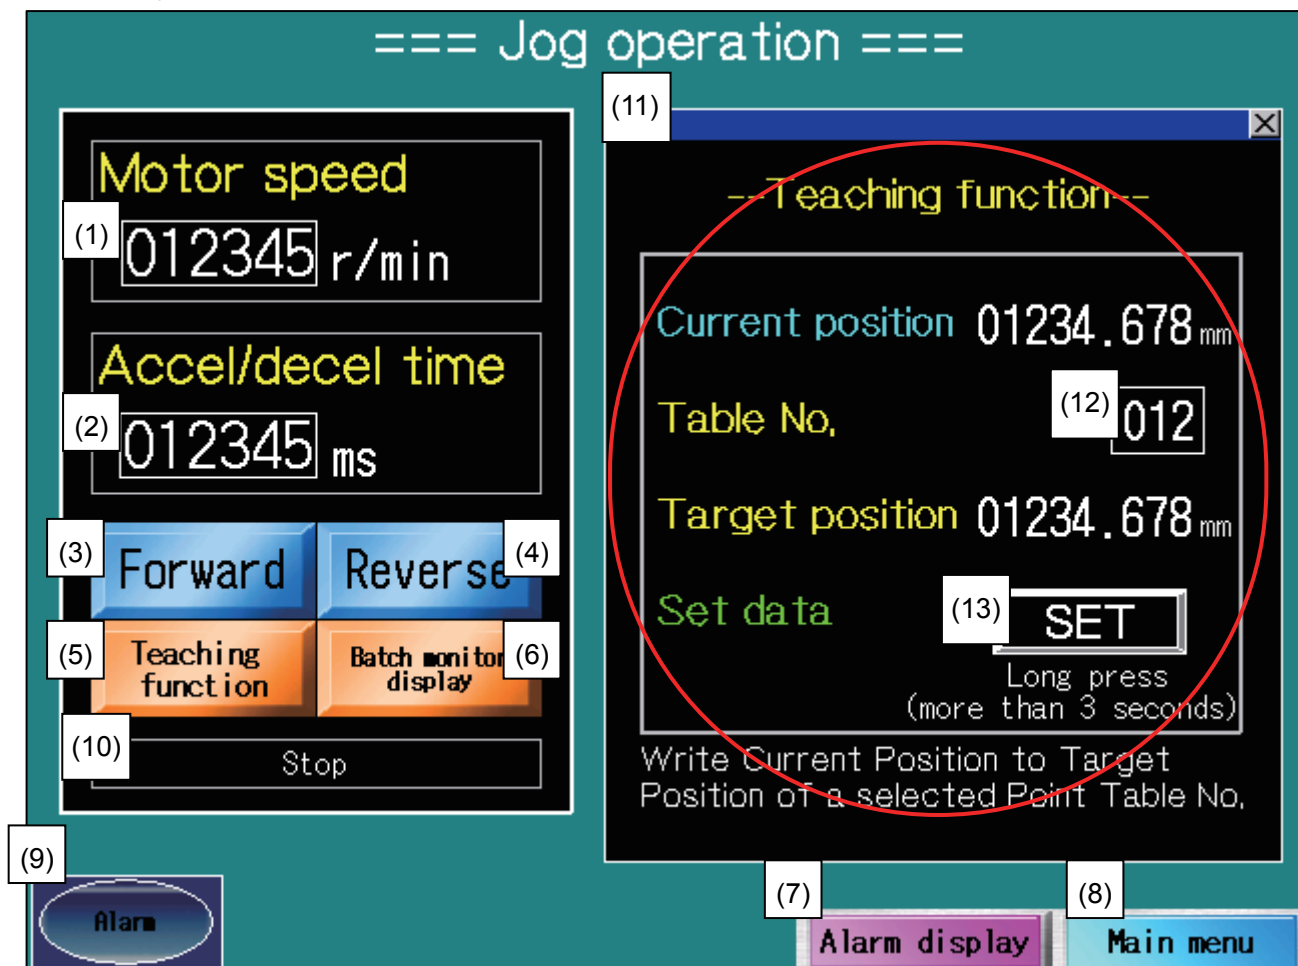 === Jog operation ===
(11)
Motor speed
(1)
012345 r/min
Accel/decel time
(2)
012345 ms
(3)
Forward
Reverse
(4)
(5)
Teaching
function
Batch monitor
display
(6)
(10)
Stop
--Teaching function--
Current position 01234.678 mm
Table No.
(12)
012
Target position 01234.678 mm
Set data
(13)
SET
Long press
(more than 3 seconds)
Write Current Position to Target
Position of a selected Point Table No.
(9)
Alarm
(7)
Alarm display
(8)
Main menu